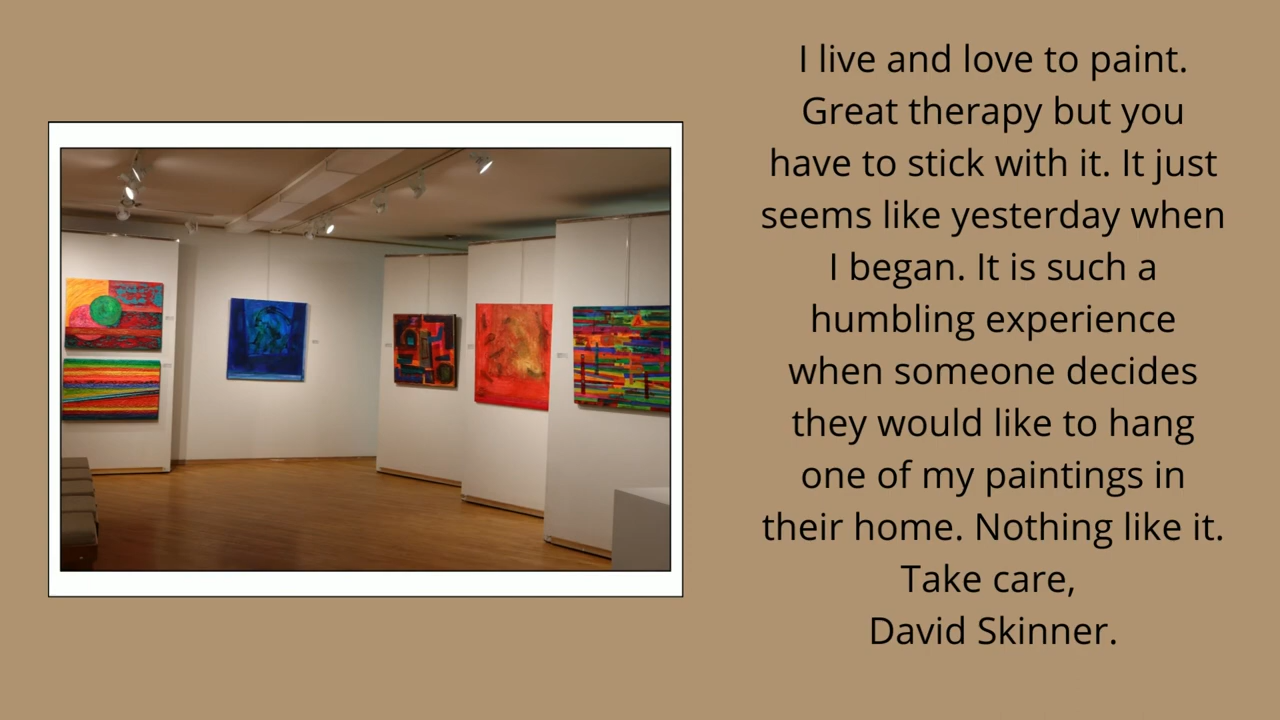 I live and love to paint.
Great therapy but you
have to stick with it. It just
seems like yesterday when
I began. It is such a
humbling experience
when someone decides
they would like to hang
one of my paintings in
their home. Nothing like it.
Take care,
David Skinner.